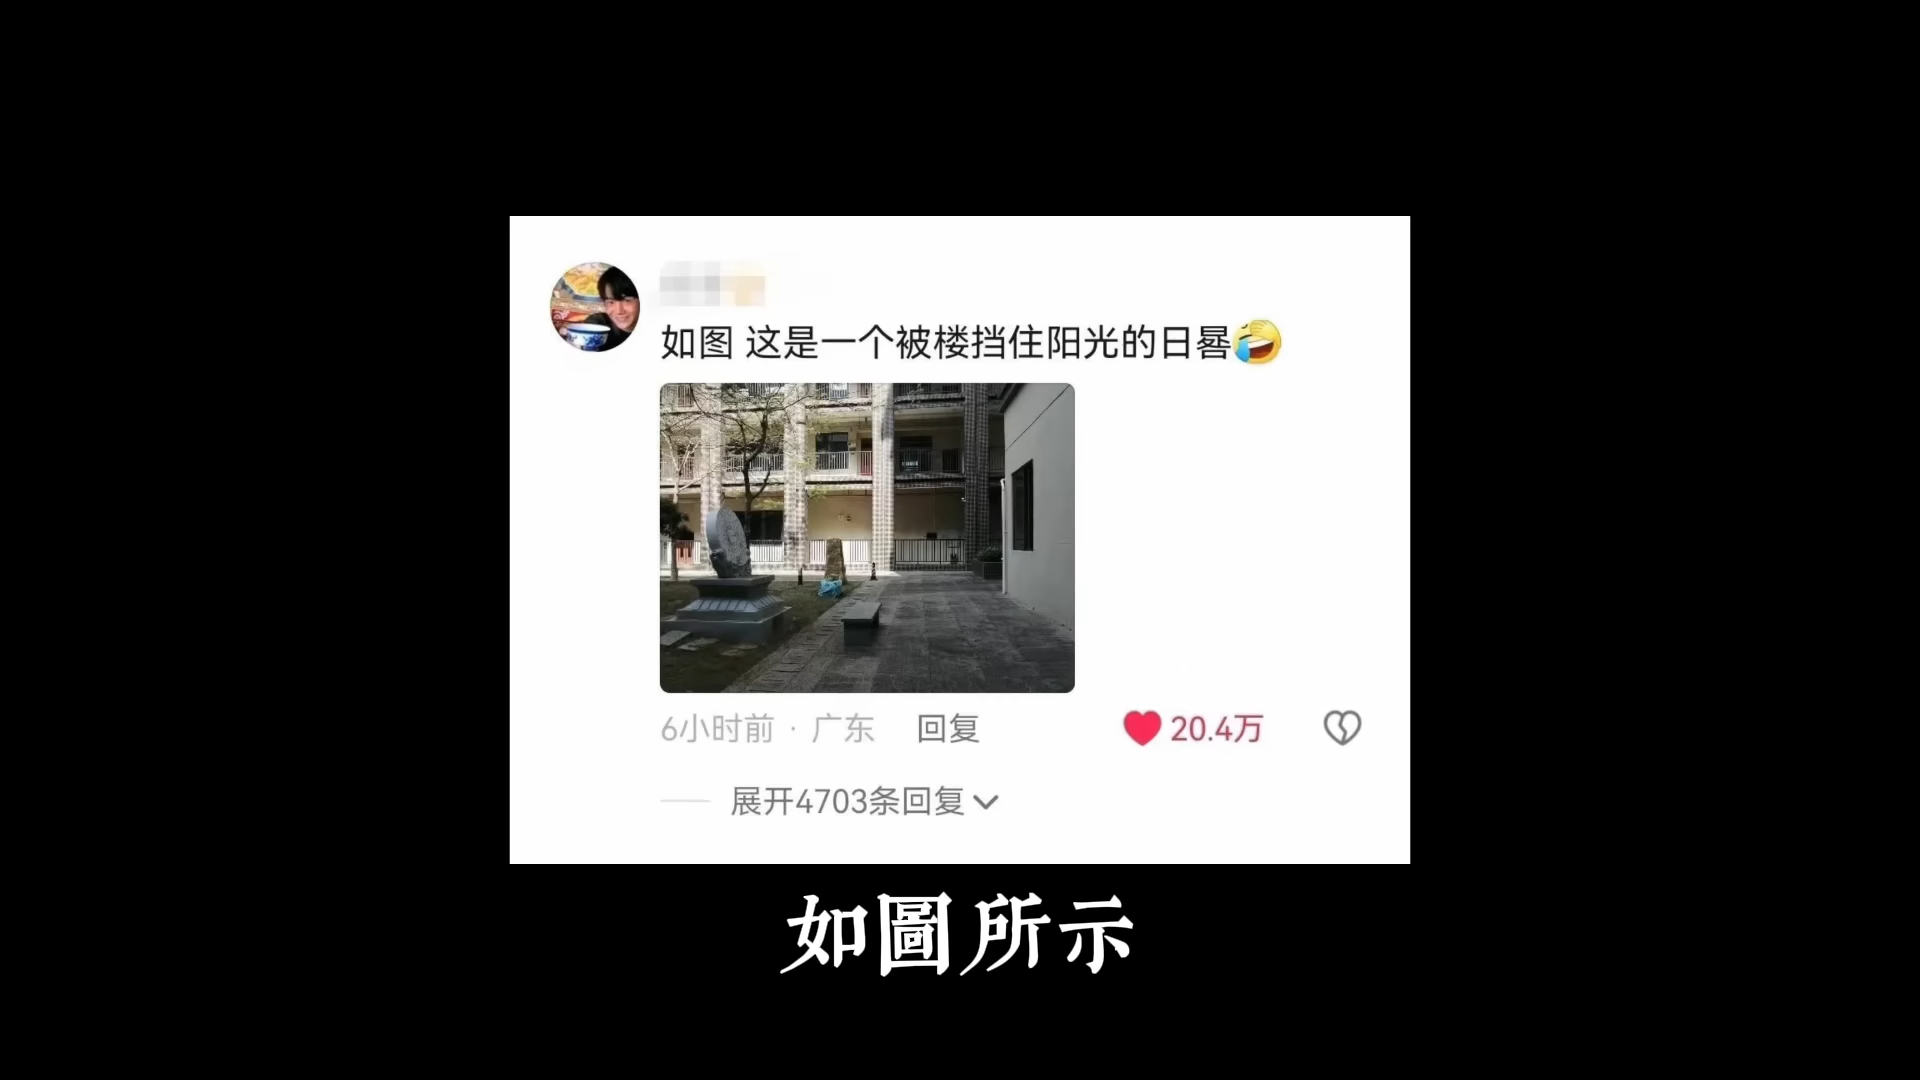 如图 这是一个被楼挡住阳光的日晷🤣
6小时前 · 广东 回复 20.4万
展开4703条回复
如圖所示